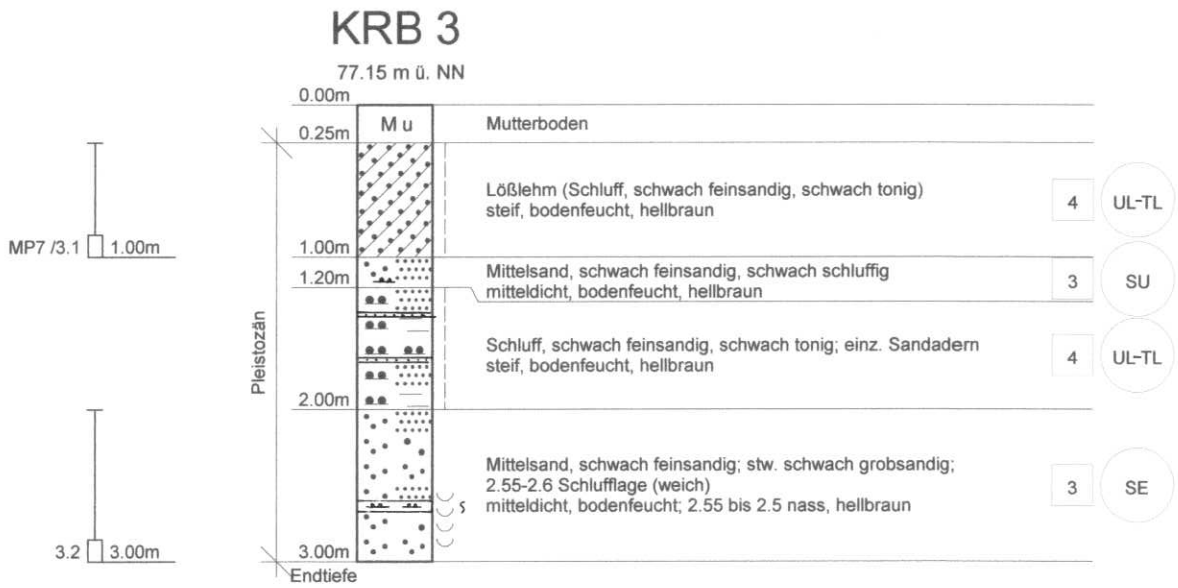 KRB 3
77.15 m ü. NN
0.00m
M u
Mutterboden
0.25m
Lößlehm (Schluff, schwach feinsandig, schwach tonig)
steif, bodenfeucht, hellbraun
4
UL-TL
MP7 /3.1
1.00m
1.00m
Mittelsand, schwach feinsandig, schwach schluffig
mitteldicht, bodenfeucht, hellbraun
3
SU
1.20m
Schluff, schwach feinsandig, schwach tonig; einz. Sandadern
steif, bodenfeucht, hellbraun
4
UL-TL
Pleistozän
2.00m
Mittelsand, schwach feinsandig; stw. schwach grobsandig;
2.55-2.6 Schlufflage (weich)
mitteldicht, bodenfeucht; 2.55 bis 2.5 nass, hellbraun
3
SE
3.2
3.00m
3.00m
Endtiefe